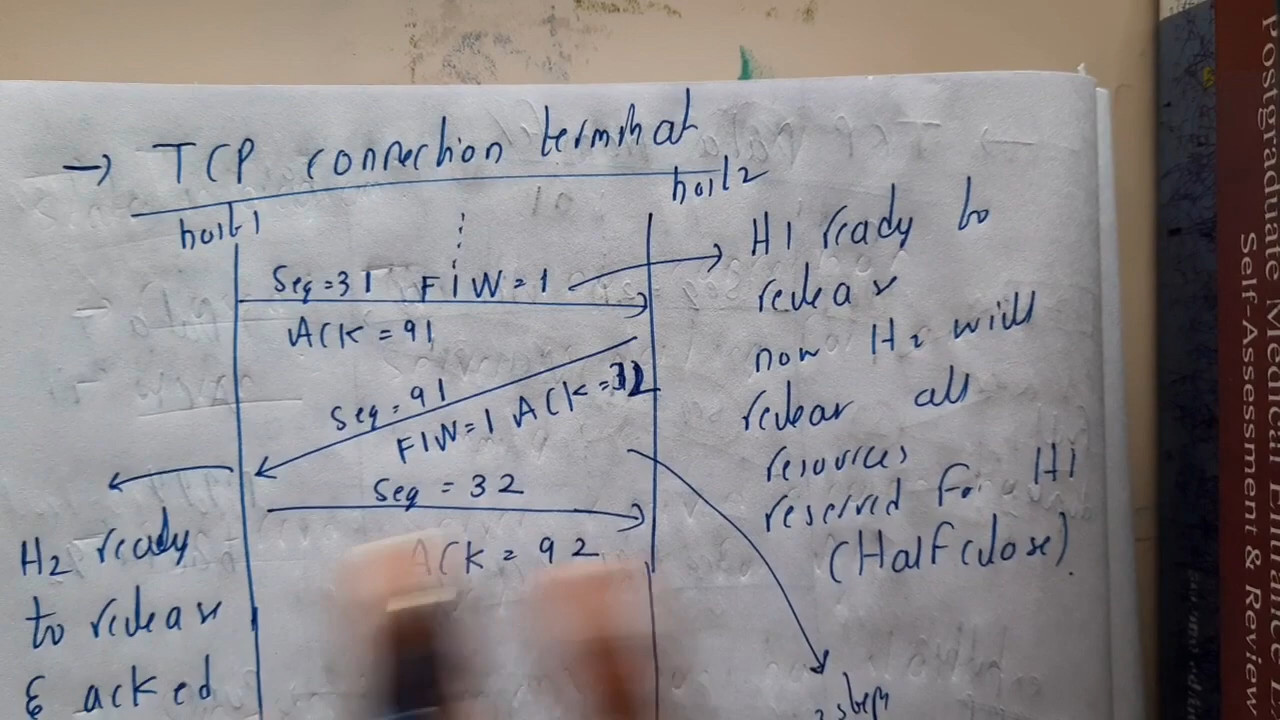 → TCP connection terminat
host1
host2
Seq = 31 FIN = 1
ACK = 91
Seq = 91
FIN = 1 ACK = 32
Seq = 32
ACK = 92
H1 ready to
release
now H2 will
release all
resources
reserved for H1
(Half close).
H2 ready
to release
& acked
2 step
Postgraduate Medical Entrance
Self-Assessment & Review